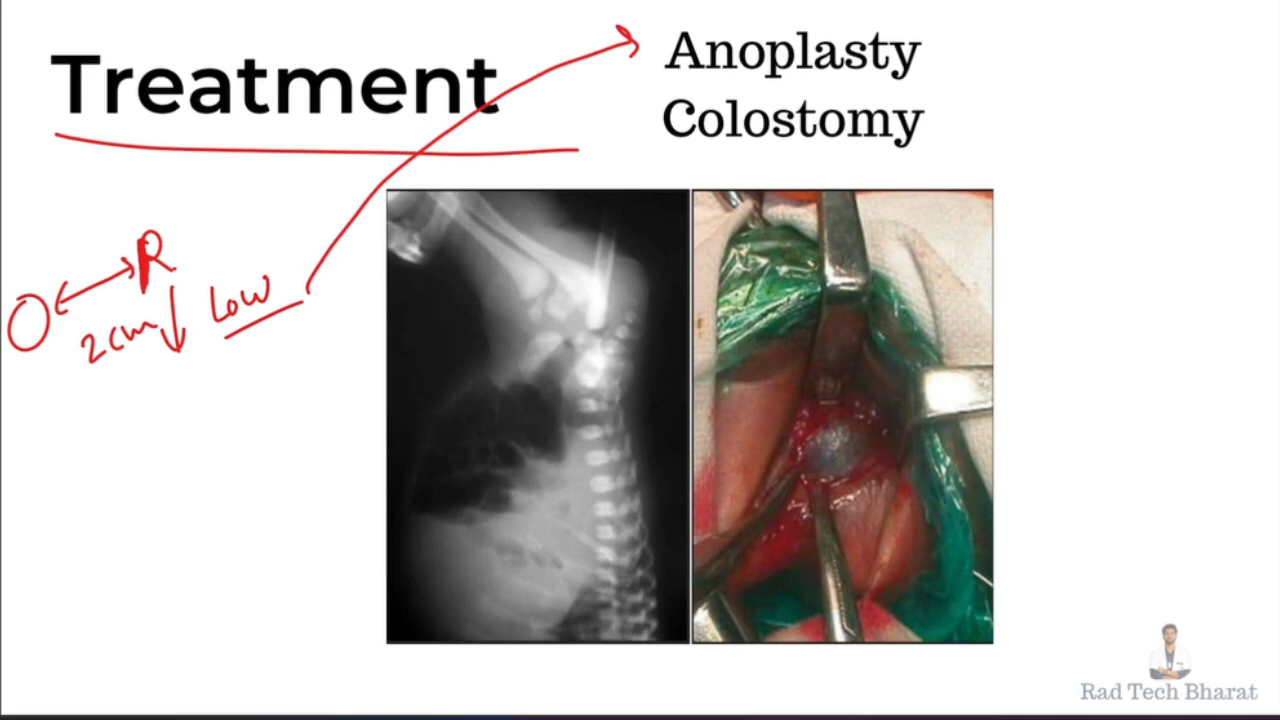 Treatment
Anoplasty
Colostomy
R
2cm
Low
Rad Tech Bharat